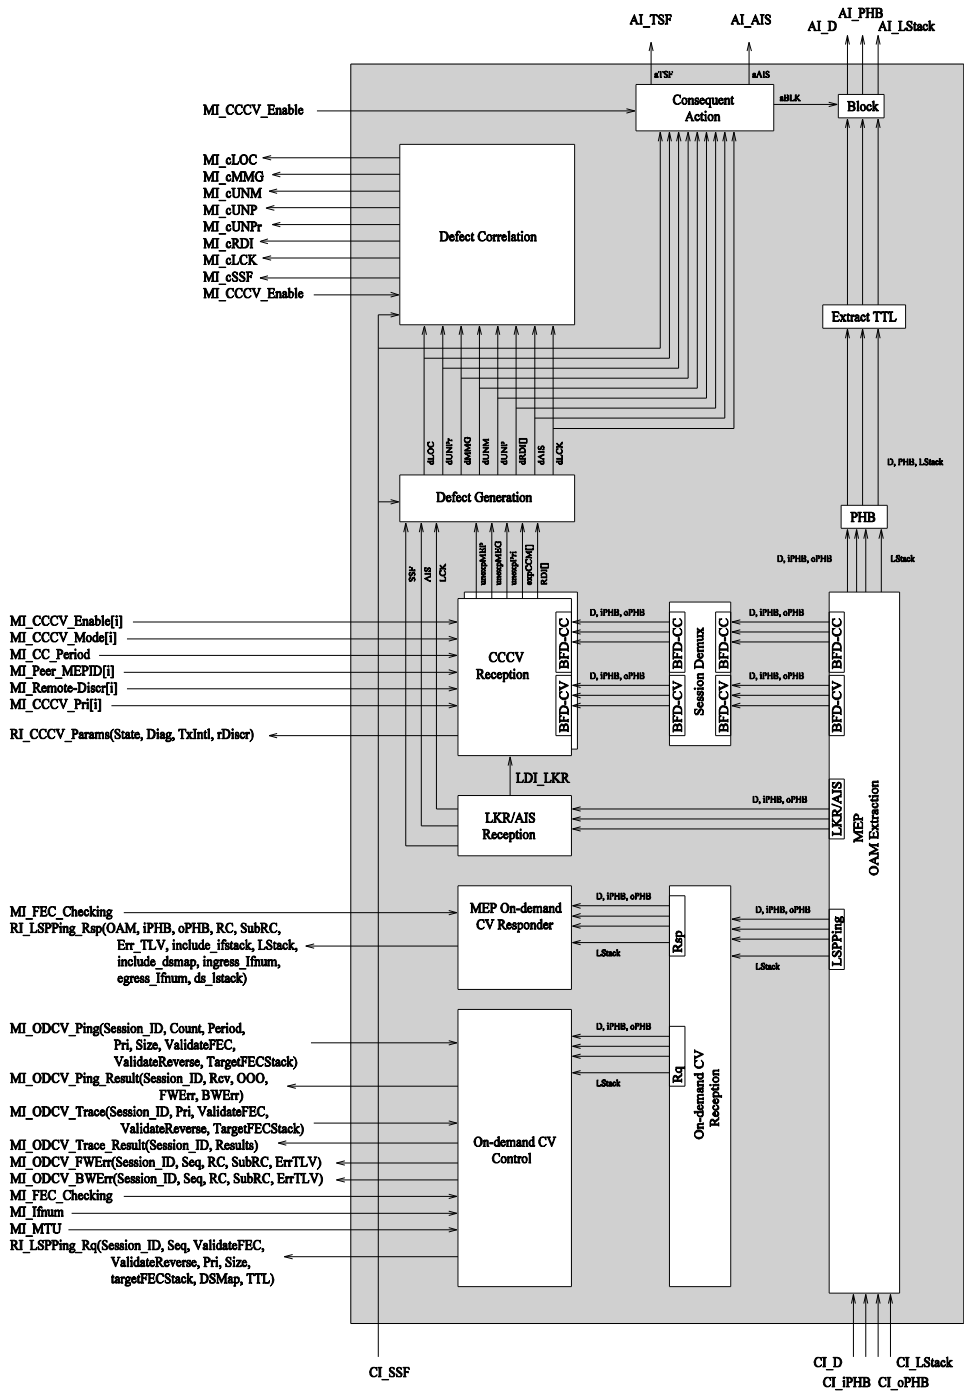 AI_TSF
AI_AIS
AI_PHB
AI_D
AI_LStack
aTSF
aAIS
MI_CCCV_Enable
Consequent
Action
aBLK
Block
MI_cLOC
MI_cMMG
MI_cUNM
MI_cUNP
MI_cUNPr
MI_cRDI
MI_cLCK
MI_cSSF
MI_CCCV_Enable
Defect Correlation
Extract TTL
dLOC
dUNPr
dMMG
dUNM
dUNP
dRDI[]
dAIS
dLCK
D, PHB, LStack
Defect Generation
PHB
SSF
AIS
LCK
unexpMEP
unexpMEG
unexpPri
expCCM[]
RDI[]
D, iPHB, oPHB
LStack
MI_CCCV_Enable[i]
MI_CCCV_Mode[i]
MI_CC_Period
MI_Peer_MEPID[i]
MI_Remote-Discr[i]
MI_CCCV_Pri[i]
RI_CCCV_Params(State, Diag, TxIntl, rDiscr)
CCCV
Reception
BFD-CC
BFD-CV
D, iPHB, oPHB
D, iPHB, oPHB
BFD-CC
BFD-CV
Session Demux
BFD-CC
BFD-CV
D, iPHB, oPHB
D, iPHB, oPHB
BFD-CC
BFD-CV
LDI_LKR
LKR/AIS
Reception
D, iPHB, oPHB
LKR/AIS
MEP
OAM Extraction
MI_FEC_Checking
RI_LSPPing_Rsp(OAM, iPHB, oPHB, RC, SubRC,
Err_TLV, include_ifstack, LStack,
include_dsmap, ingress_Ifnum,
egress_Ifnum, ds_lstack)
MEP On-demand
CV Responder
D, iPHB, oPHB
LStack
Rsp
D, iPHB, oPHB
LStack
LSPPing
MI_ODCV_Ping(Session_ID, Count, Period,
Pri, Size, ValidateFEC,
ValidateReverse, TargetFECStack)
MI_ODCV_Ping_Result(Session_ID, Rcv, OOO,
FWErr, BWErr)
MI_ODCV_Trace(Session_ID, Pri, ValidateFEC,
ValidateReverse, TargetFECStack)
MI_ODCV_Trace_Result(Session_ID, Results)
MI_ODCV_FWErr(Session_ID, Seq, RC, SubRC, ErrTLV)
MI_ODCV_BWErr(Session_ID, Seq, RC, SubRC, ErrTLV)
MI_FEC_Checking
MI_Ifnum
MI_MTU
RI_LSPPing_Rq(Session_ID, Seq, ValidateFEC,
ValidateReverse, Pri, Size,
targetFECStack, DSMap, TTL)
On-demand CV
Control
D, iPHB, oPHB
LStack
Rq
On-demand CV
Reception
CI_SSF
CI_D
CI_LStack
CI_iPHB
CI_oPHB